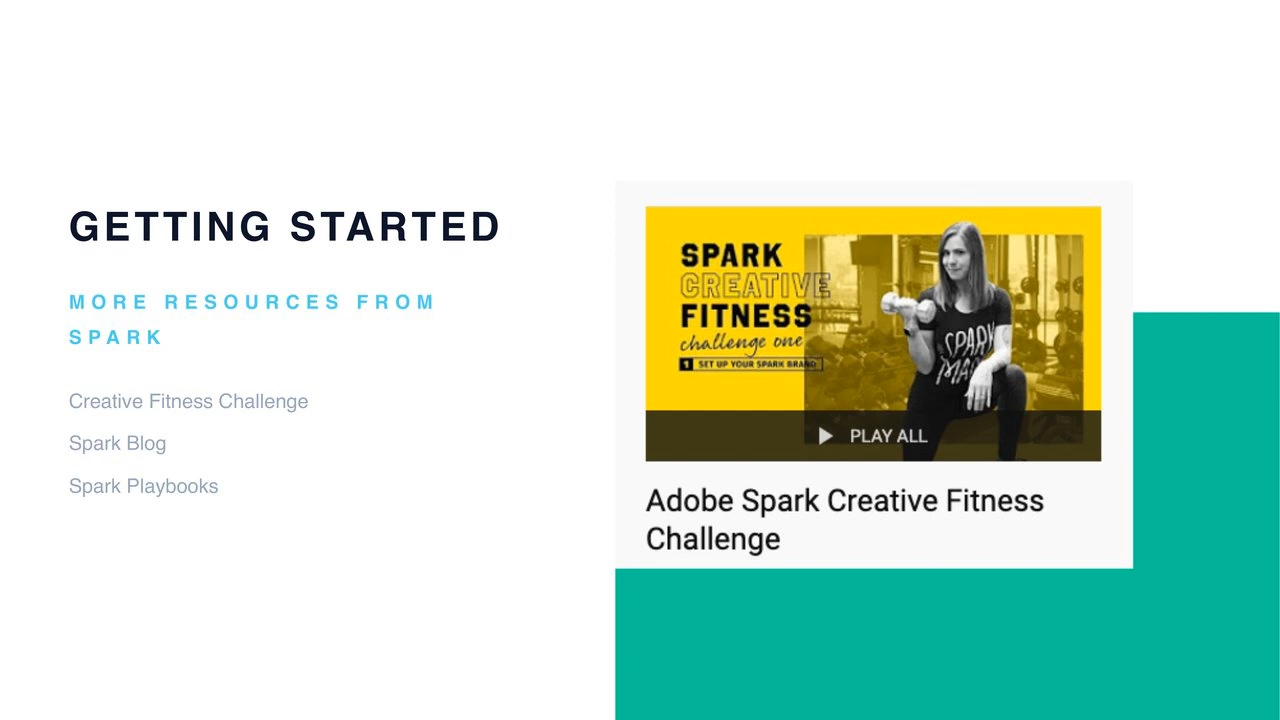 GETTING STARTED
MORE RESOURCES FROM
SPARK
Creative Fitness Challenge
Spark Blog
Spark Playbooks
SPARK
CREATIVE
FITNESS
challenge one
1 SET UP YOUR SPARK BRAND
SPARK
PLAY ALL
Adobe Spark Creative Fitness
Challenge